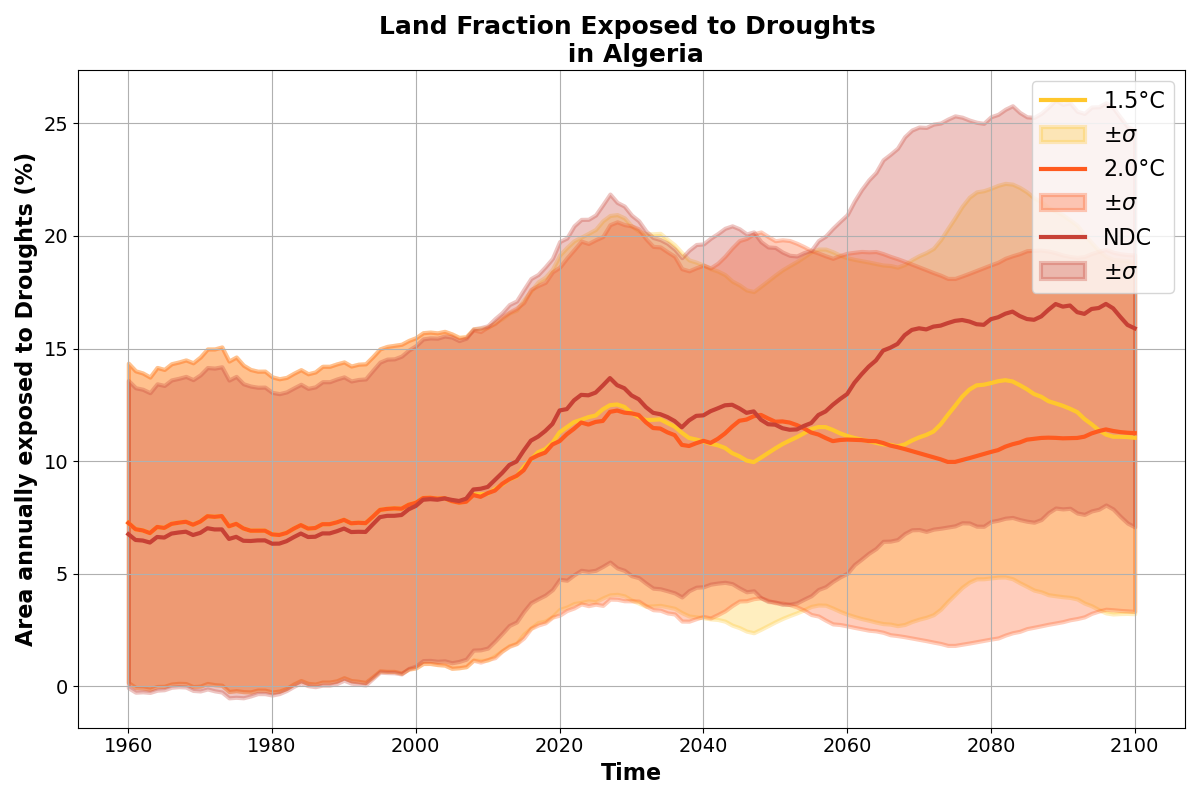 Land Fraction Exposed to Droughts
in Algeria
Area annually exposed to Droughts (%)
25
20
15
10
5
0
1960
1980
2000
2020
2040
2060
2080
2100
Time
1.5°C
±σ
2.0°C
±σ
NDC
±σ